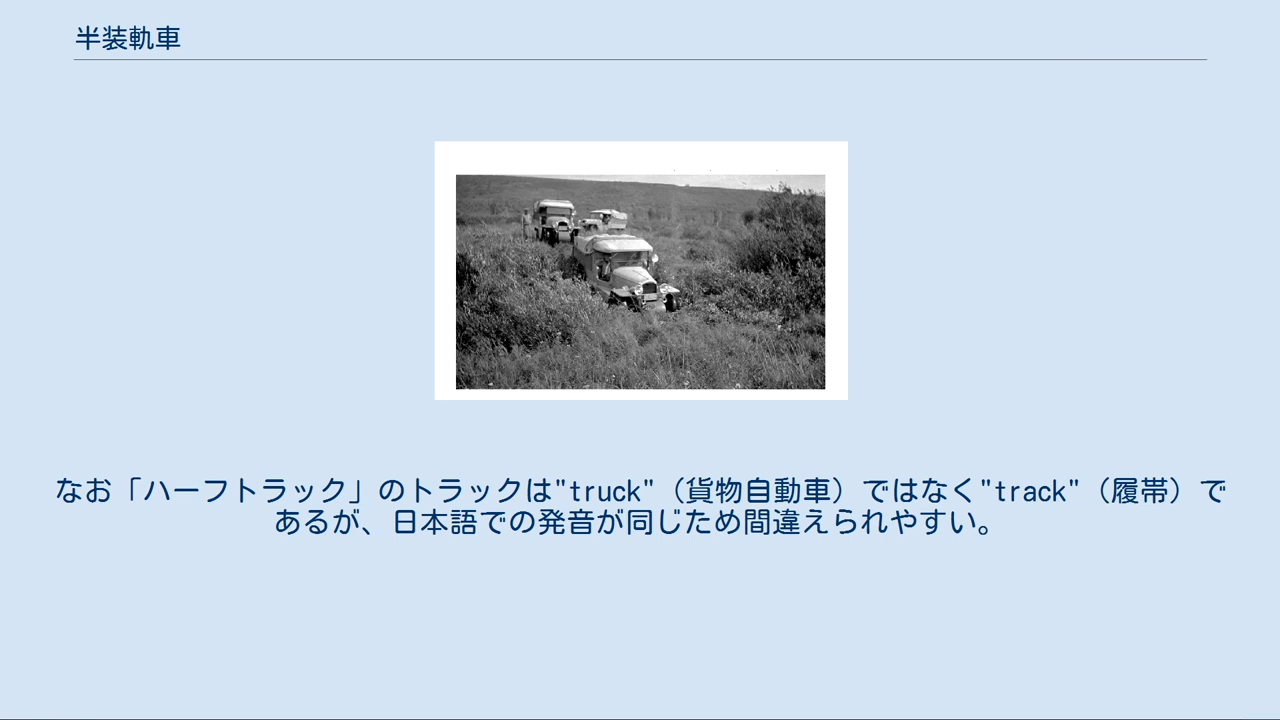 半装軌車
なお「ハーフトラック」のトラックは"truck"（貨物自動車）ではなく"track"（履帯）で
あるが、日本語での発音が同じため間違えられやすい。